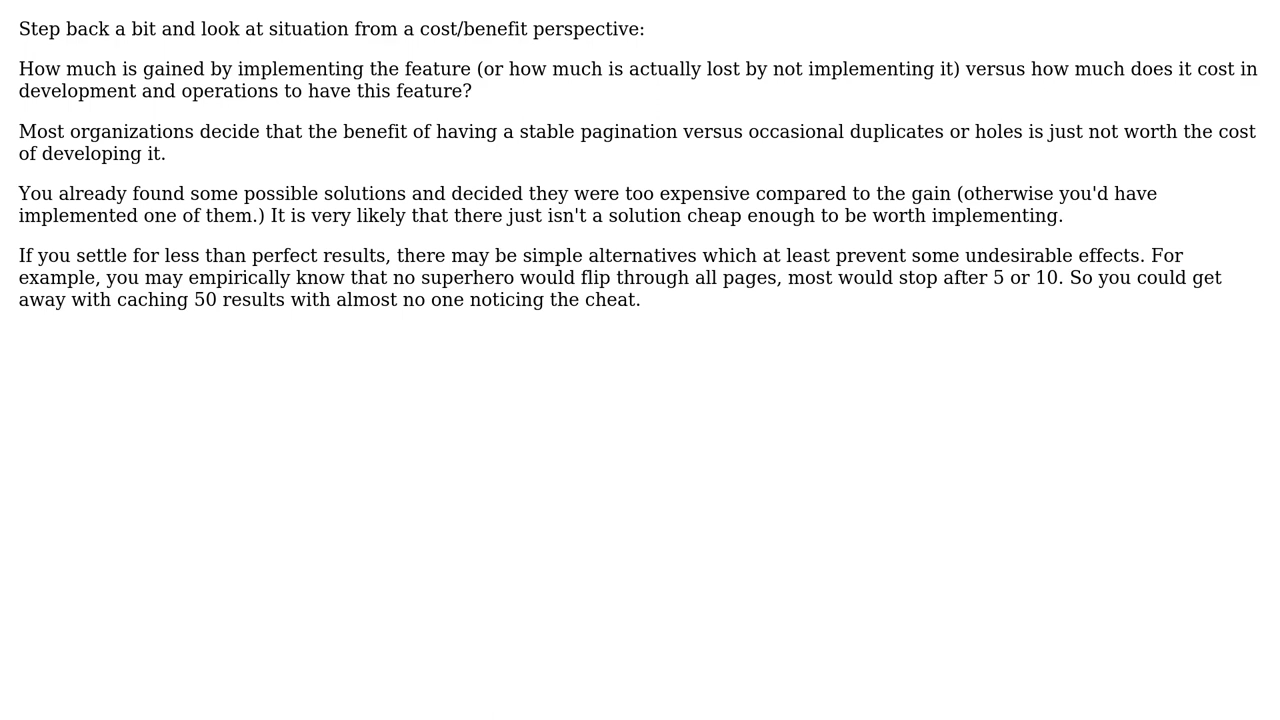 Step back a bit and look at situation from a cost/benefit perspective:
How much is gained by implementing the feature (or how much is actually lost by not implementing it) versus how much does it cost in
development and operations to have this feature?
Most organizations decide that the benefit of having a stable pagination versus occasional duplicates or holes is just not worth the cost
of developing it.
You already found some possible solutions and decided they were too expensive compared to the gain (otherwise you'd have
implemented one of them.) It is very likely that there just isn't a solution cheap enough to be worth implementing.
If you settle for less than perfect results, there may be simple alternatives which at least prevent some undesirable effects. For
example, you may empirically know that no superhero would flip through all pages, most would stop after 5 or 10. So you could get
away with caching 50 results with almost no one noticing the cheat.